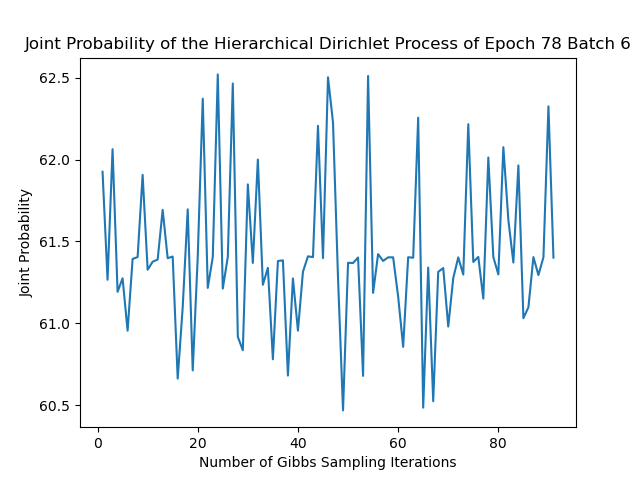 Joint Probability of the Hierarchical Dirichlet Process of Epoch 78 Batch 6
Joint Probability
62.5
62.0
61.5
61.0
60.5
0 20 40 60 80
Number of Gibbs Sampling Iterations